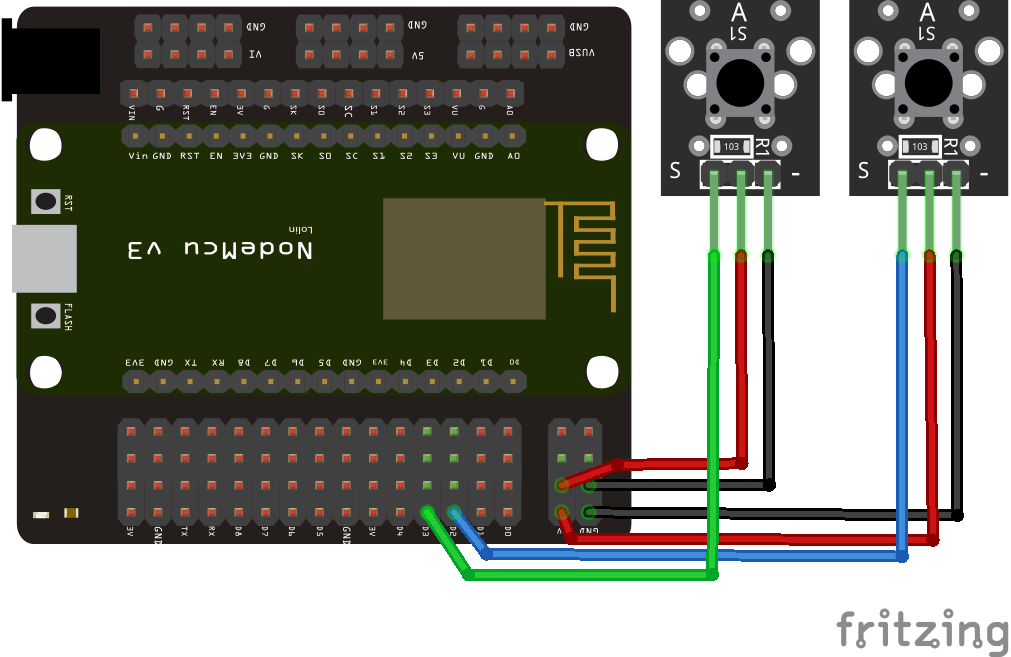 GND GND GND
VI 5V VUSB
VIN G RST EN 3V G SK SO SC S1 S2 S3 VU G AO
Vin GND RST EN 3V3 GND SK SO SC S1 S2 S3 VU GND AO
RST
Lolin
NodeMcu v3
FLASH
3V3 GND TX RX D8 D7 D6 D5 GND 3V3 D4 D3 D2 D1 D0
3V GND TX RX D8 D7 D6 D5 GND 3V D4 D3 D2 D1 D0
GND
A
S1
103
R1
S -
A
S1
103
R1
S -
fritzing